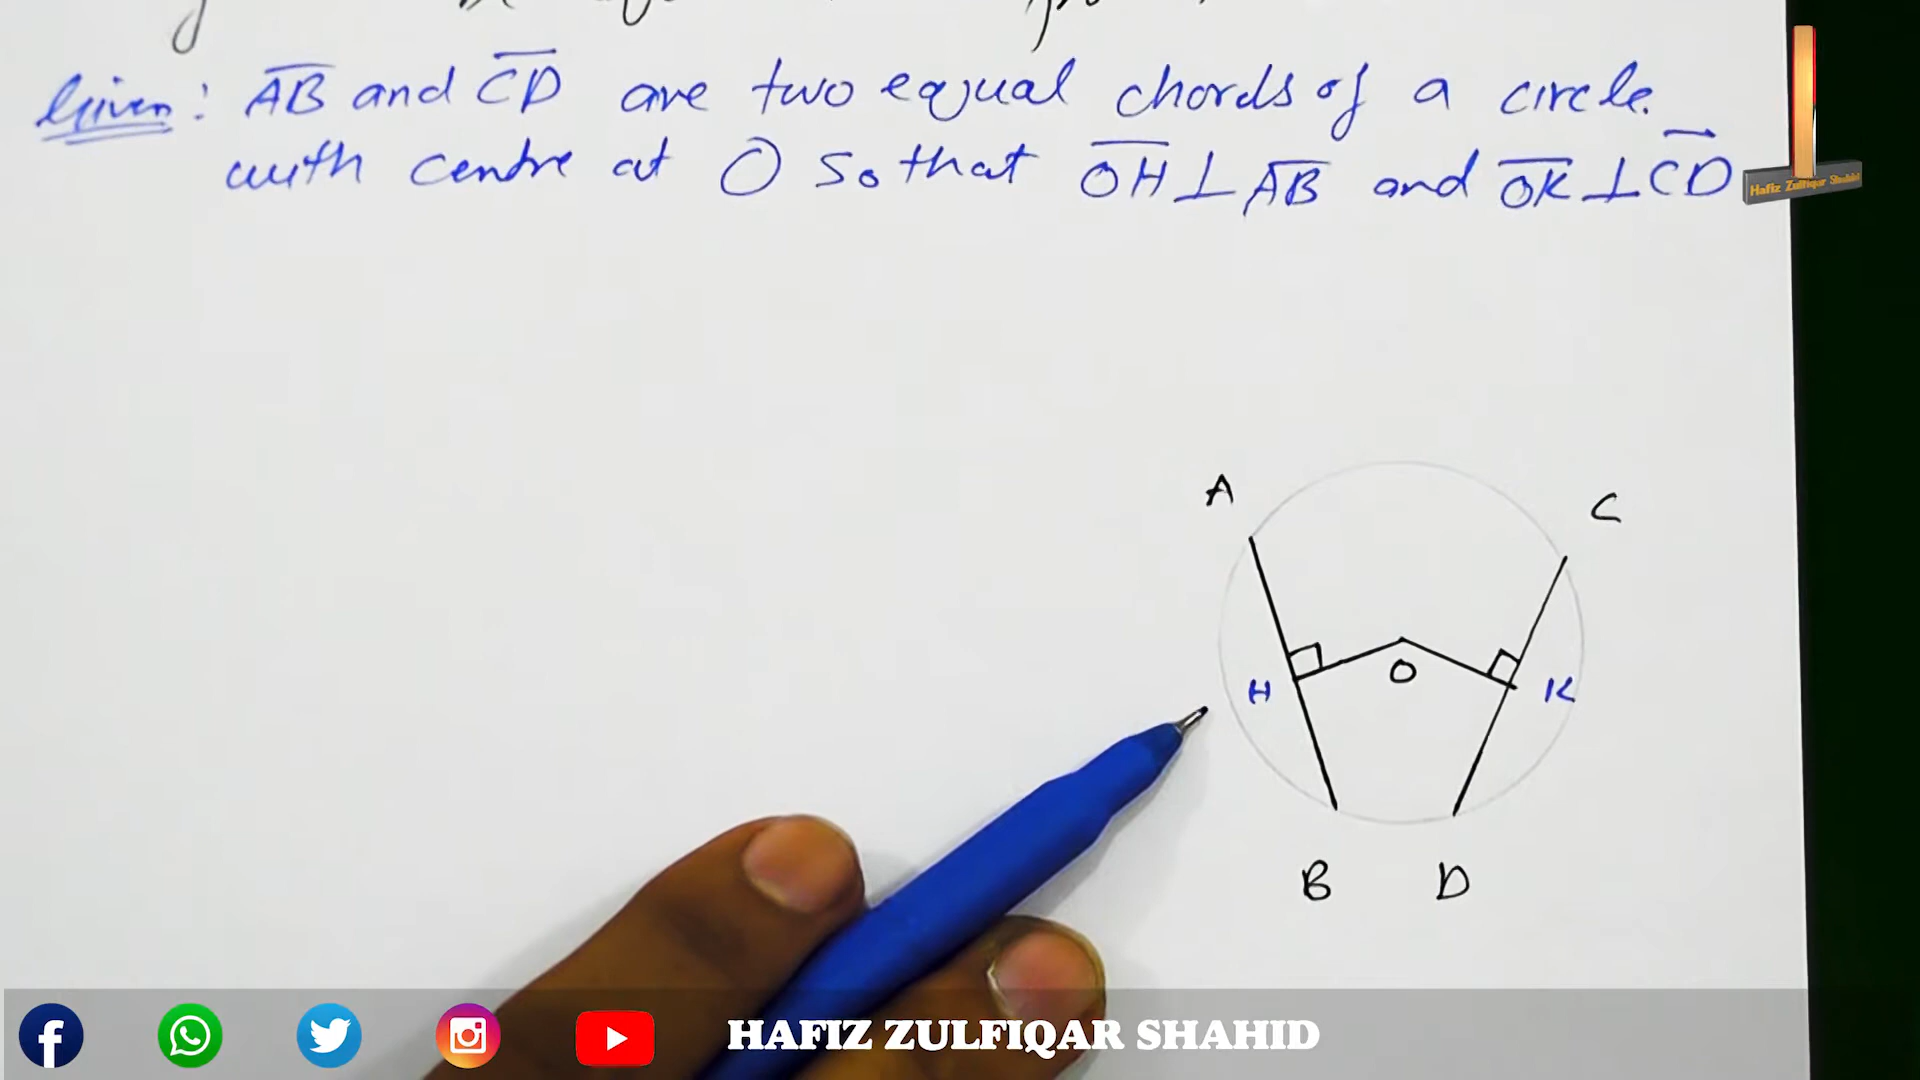 Given: AB and CD are two equal chords of a circle.
with centre at O so that OH ⊥ AB and OK ⊥ CD
Hafiz Zulfiqar Shahid
A
C
H
O
K
B
D
HAFIZ ZULFIQAR SHAHID